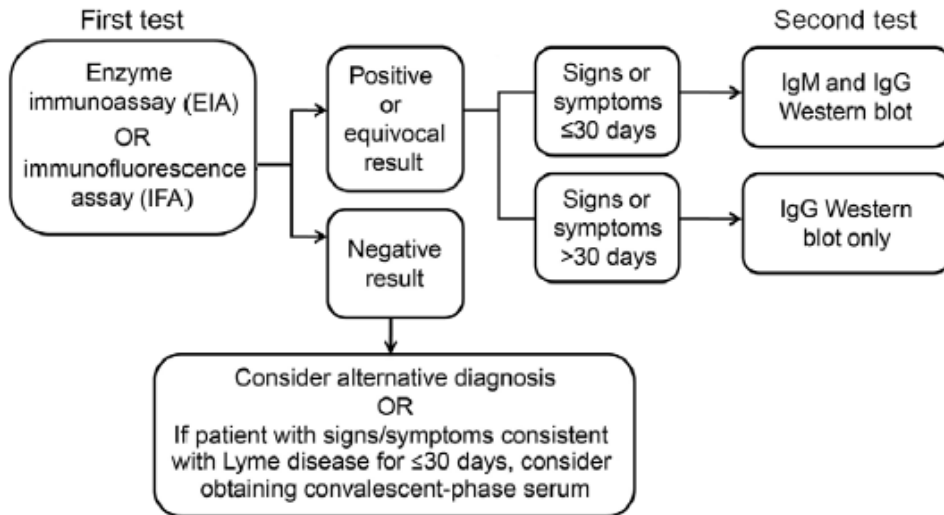 First test
Enzyme
immunoassay (EIA)
OR
immunofluorescence
assay (IFA)
Positive
or
equivocal
result
Negative
result
Signs or
symptoms
≤30 days
Signs or
symptoms
>30 days
Second test
IgM and IgG
Western blot
IgG Western
blot only
Consider alternative diagnosis
OR
If patient with signs/symptoms consistent
with Lyme disease for ≤30 days, consider
obtaining convalescent-phase serum